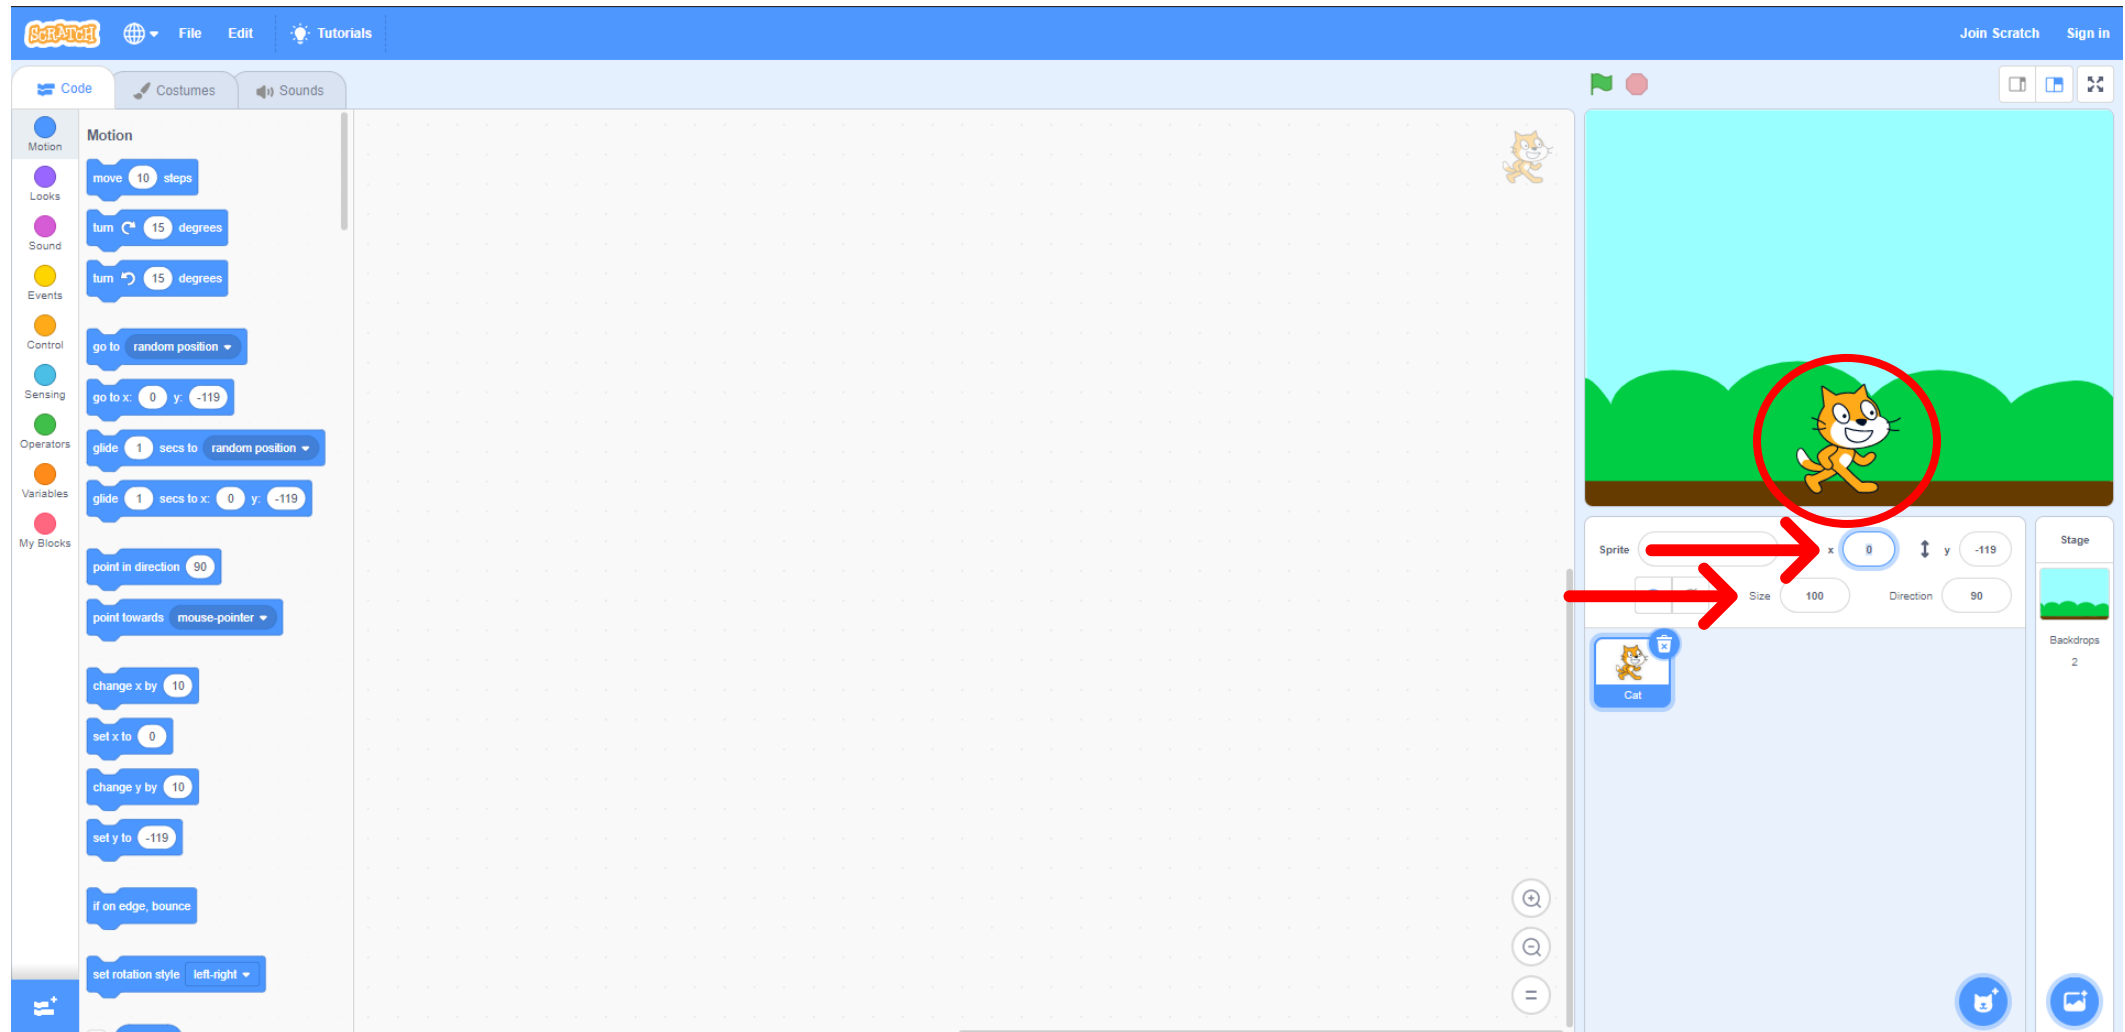 SCRATCH File Edit Tutorials Join Scratch Sign in
Code Costumes Sounds
Motion
Looks
Sound
Events
Control
Sensing
Operators
Variables
My Blocks
Motion
move 10 steps
turn 15 degrees
turn 15 degrees
go to random position
go to x: 0 y: -119
glide 1 secs to random position
glide 1 secs to x: 0 y: -119
point in direction 90
point towards mouse-pointer
change x by 10
set x to 0
change y by 10
set y to -119
if on edge, bounce
set rotation style left-right
Sprite x 0 y -119
Size 100 Direction 90
Cat
Stage
Backdrops
2